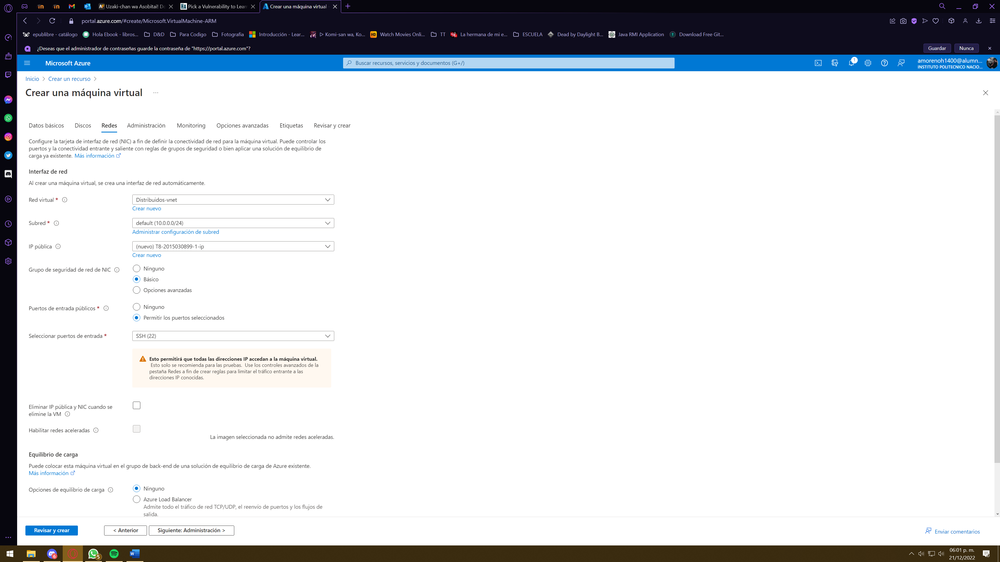 Uzaki-chan wa Asobitai! Do
Pick a Vulnerability to Lear
Crear una máquina virtual
portal.azure.com/#create/Microsoft.VirtualMachine-ARM
epublibre - catálogo
Hola Ebook - libros...
D&D
Para Codigo
Fotografia
Introducción - Lear...
▷ Komi-san wa, Ko...
HD
Watch Movies Onli...
TT
La hermana de mi e...
ESCUELA
Dead by Daylight B...
Java RMI Application
Download Free Git...
¿Deseas que el administrador de contraseñas guarde la contraseña de "https://portal.azure.com"?
Guardar
Nunca
Microsoft Azure
Buscar recursos, servicios y documentos (G+/)
1
amorenoh1400@alumn...
INSTITUTO POLITECNICO NACIO...
Inicio > Crear un recurso >
Crear una máquina virtual ...
Datos básicos
Discos
Redes
Administración
Monitoring
Opciones avanzadas
Etiquetas
Revisar y crear
Configure la tarjeta de interfaz de red (NIC) a fin de definir la conectividad de red para la máquina virtual. Puede controlar los
puertos y la conectividad entrante y saliente con reglas de grupos de seguridad o bien aplicar una solución de equilibrio de
carga ya existente. Más información
Interfaz de red
Al crear una máquina virtual, se crea una interfaz de red automáticamente.
Red virtual *
Distribuidos-vnet
Crear nuevo
Subred *
default (10.0.0.0/24)
Administrar configuración de subred
IP pública
(nuevo) T8-2015030899-1-ip
Crear nuevo
Grupo de seguridad de red de NIC
Ninguno
Básico
Opciones avanzadas
Puertos de entrada públicos *
Ninguno
Permitir los puertos seleccionados
Seleccionar puertos de entrada *
SSH (22)
Esto permitirá que todas las direcciones IP accedan a la máquina virtual.
Esto solo se recomienda para las pruebas. Use los controles avanzados de la
pestaña Redes a fin de crear reglas para limitar el tráfico entrante a las
direcciones IP conocidas.
Eliminar IP pública y NIC cuando se
elimine la VM
Habilitar redes aceleradas
La imagen seleccionada no admite redes aceleradas.
Equilibrio de carga
Puede colocar esta máquina virtual en el grupo de back-end de una solución de equilibrio de carga de Azure existente.
Más información
Opciones de equilibrio de carga
Ninguno
Azure Load Balancer
Admite todo el tráfico de red TCP/UDP, el reenvío de puertos y los flujos de
salida.
Revisar y crear
< Anterior
Siguiente: Administración >
Enviar comentarios
6
5
06:01 p. m.
21/12/2022